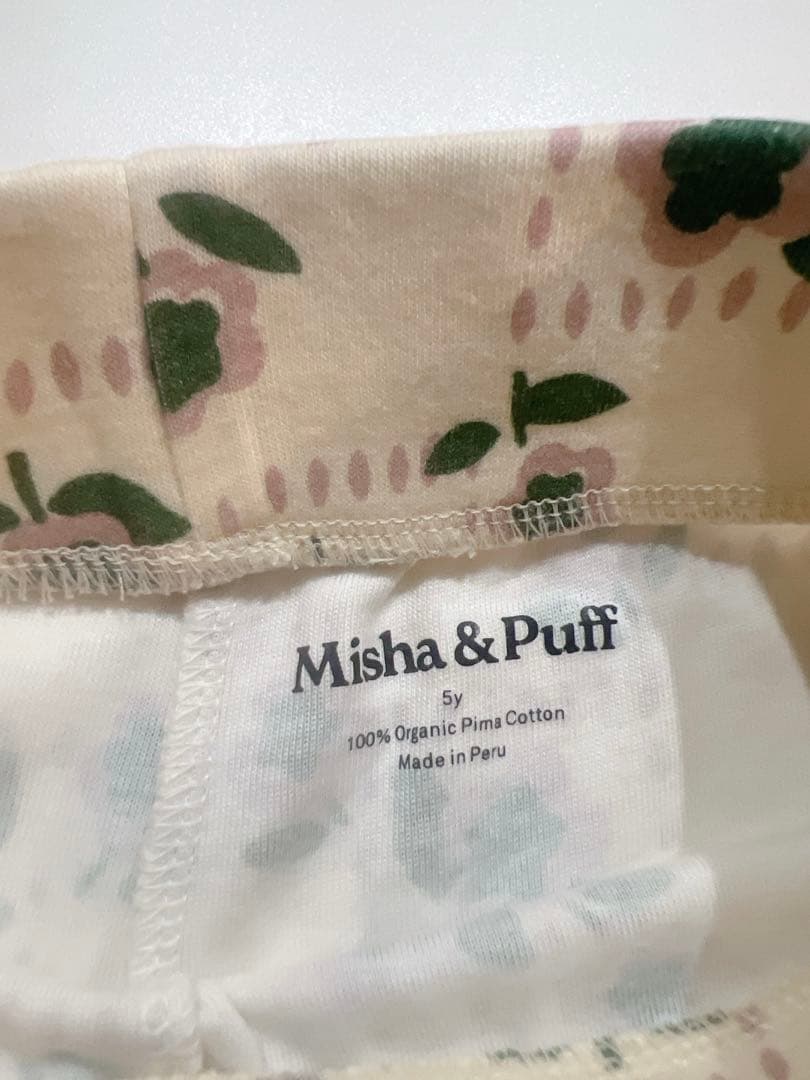 Misha & Puff
5y
100% Organic Pima Cotton
Made in Peru